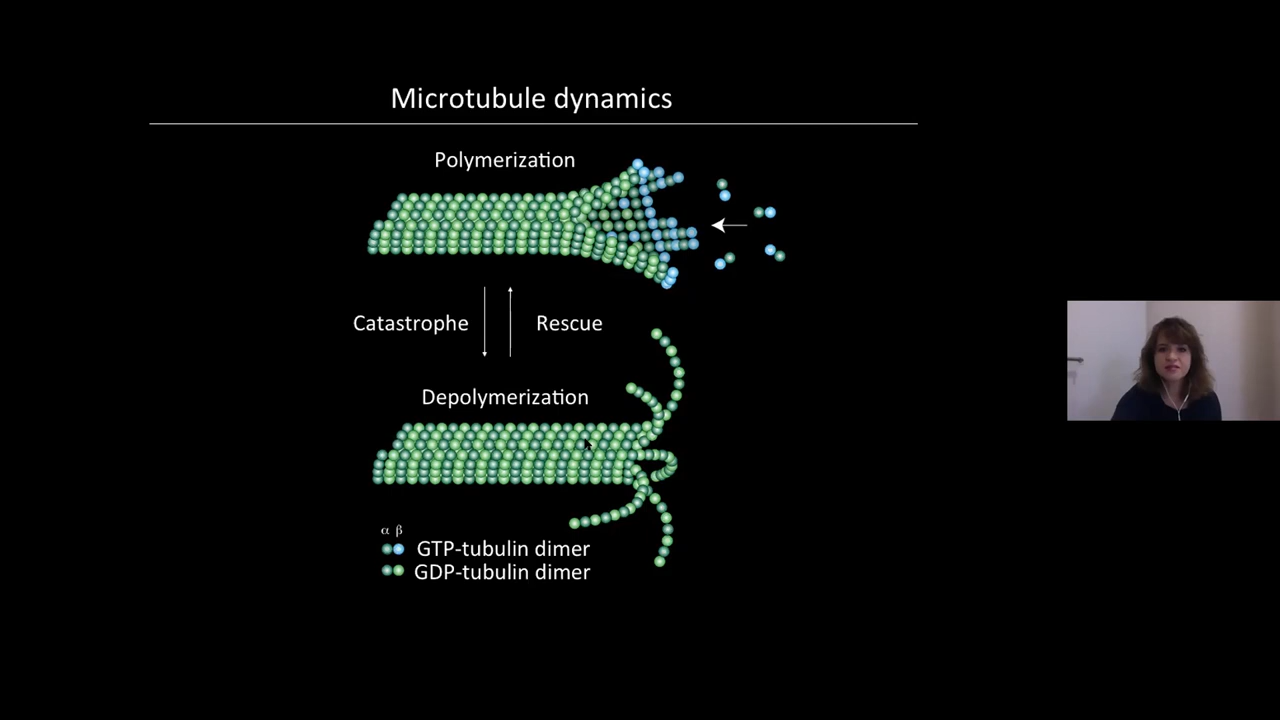 Microtubule dynamics
Polymerization
Catastrophe
Rescue
Depolymerization
α β
GTP-tubulin dimer
GDP-tubulin dimer